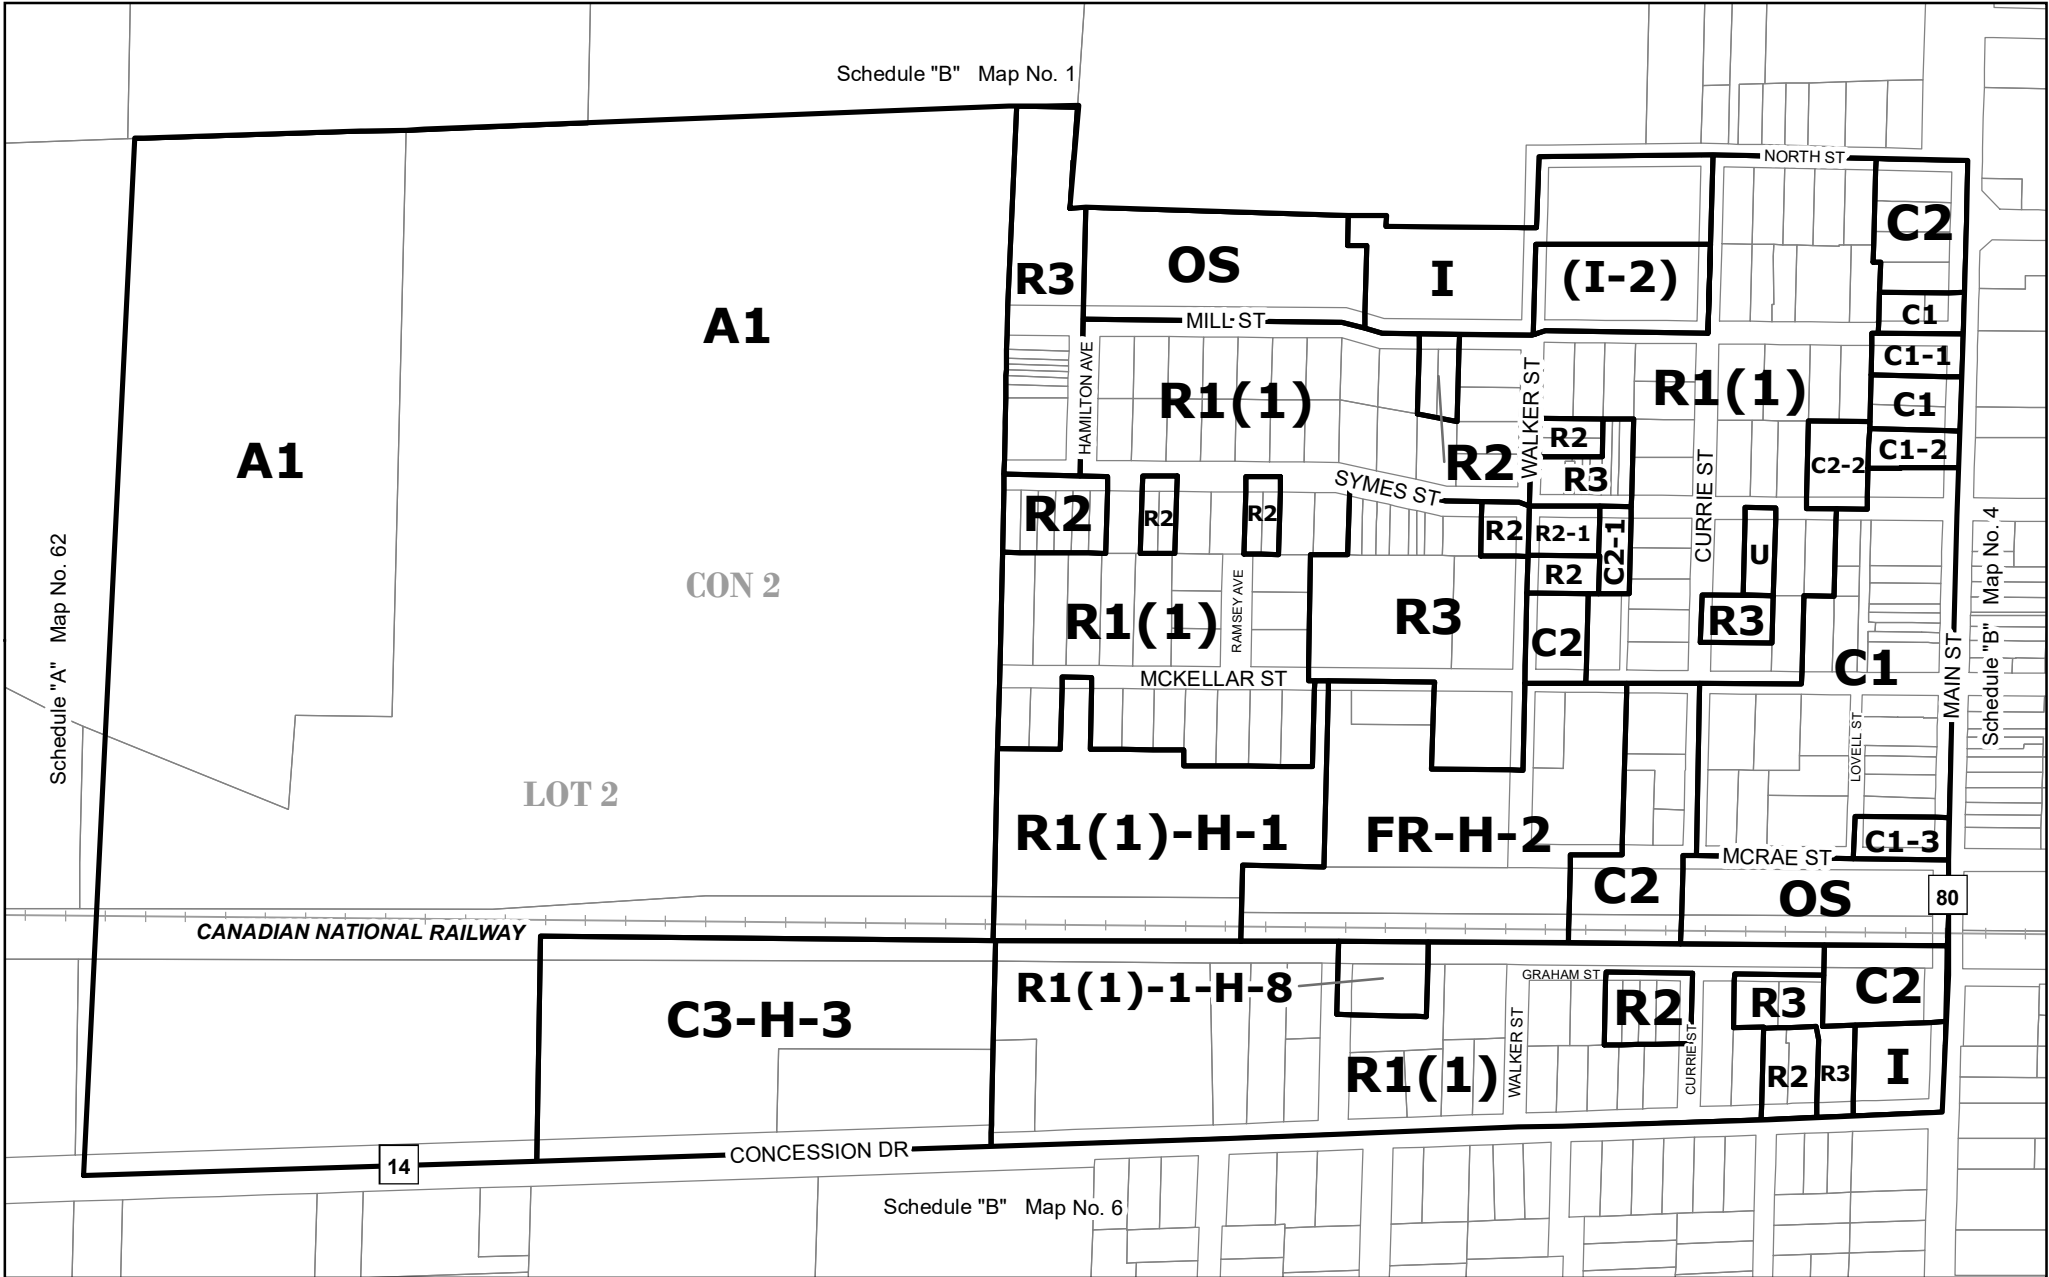 Schedule "B" Map No. 1
NORTH ST
C2
OS
I
(I-2)
R3
A1
MILL ST
C1
C1-1
HAMILTON AVE
R1(1)
WALKER ST
R1(1)
C1
A1
R2
R2
R3
CURRIE ST
C2-2
C1-2
SYMES ST
R2
R2
R2
R2
R2-1
C2-1
U
Schedule "A" Map No. 62
CON 2
R2
Schedule "B" Map No. 4
R1(1)
RAMSEY AVE
R3
C2
R3
C1
MAIN ST
MCKELLAR ST
LOVELL ST
LOT 2
R1(1)-H-1
FR-H-2
C1-3
MCRAE ST
C2
OS
80
CANADIAN NATIONAL RAILWAY
R1(1)-1-H-8
GRAHAM ST
C2
C3-H-3
R2
R3
WALKER ST
CURRIE ST
R1(1)
R2
R3
I
14
CONCESSION DR
Schedule "B" Map No. 6